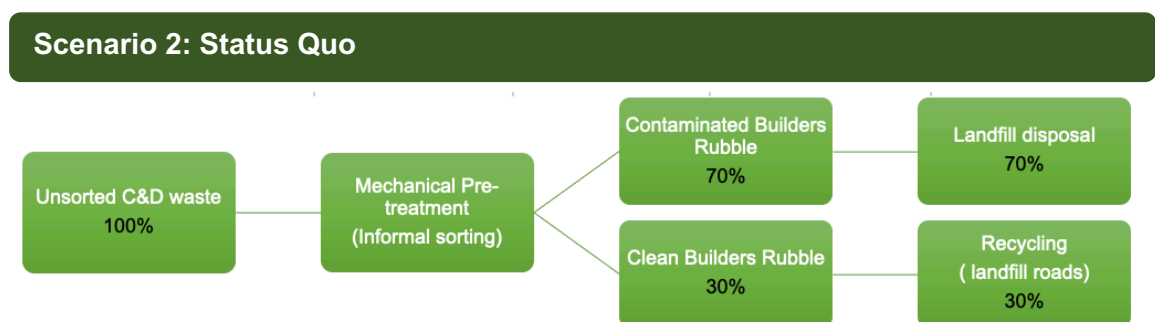 Scenario 2: Status Quo
Unsorted C&D waste
100%
Mechanical Pre-
treatment
(Informal sorting)
Contaminated Builders
Rubble
70%
Landfill disposal
70%
Clean Builders Rubble
30%
Recycling
( landfill roads)
30%